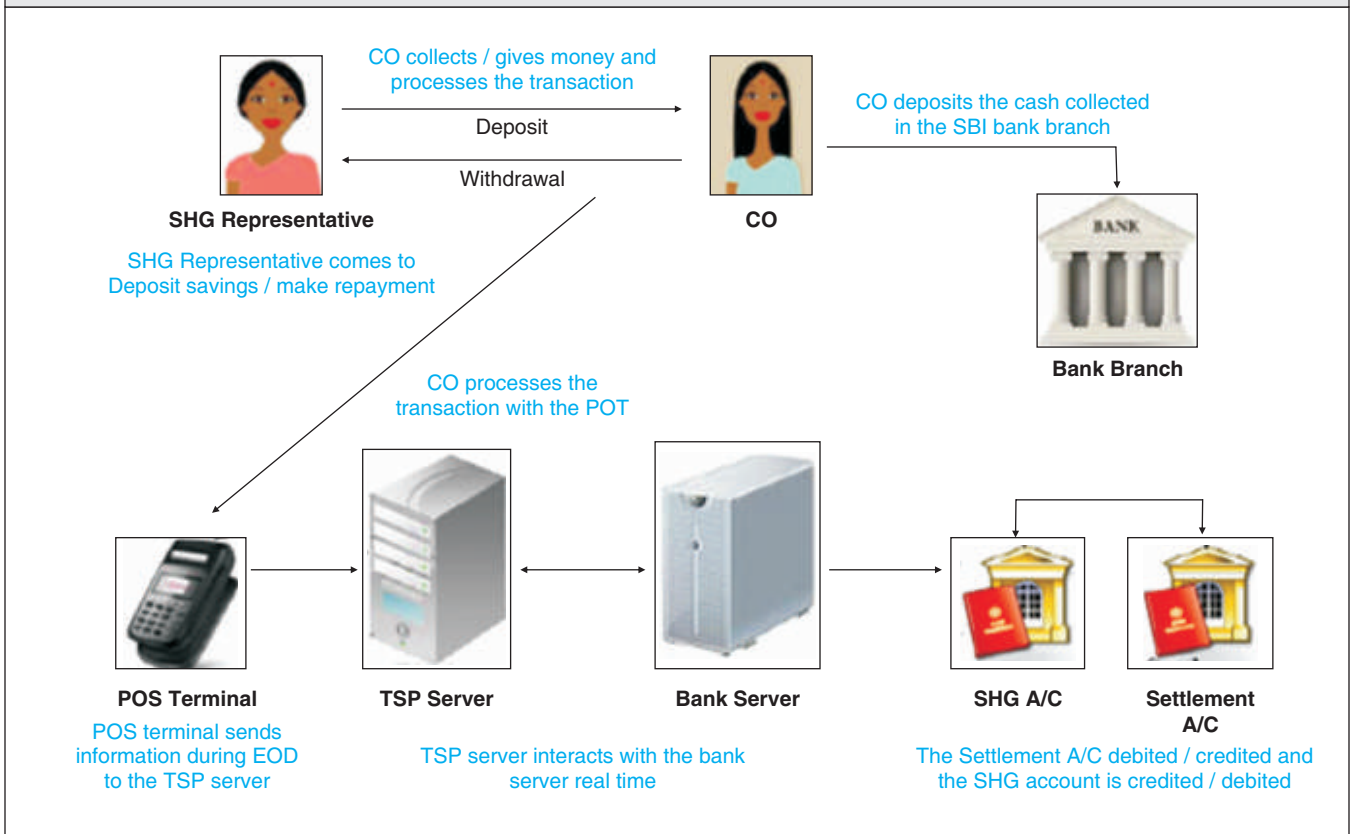 CO collects / gives money and
processes the transaction
CO deposits the cash collected
in the SBI bank branch
Deposit
Withdrawal
SHG Representative
CO
BANK
SHG Representative comes to
Deposit savings / make repayment
Bank Branch
CO processes the
transaction with the POT
POS Terminal
TSP Server
Bank Server
SHG A/C
Settlement
A/C
POS terminal sends
information during EOD
to the TSP server
TSP server interacts with the bank
server real time
The Settlement A/C debited / credited and
the SHG account is credited / debited